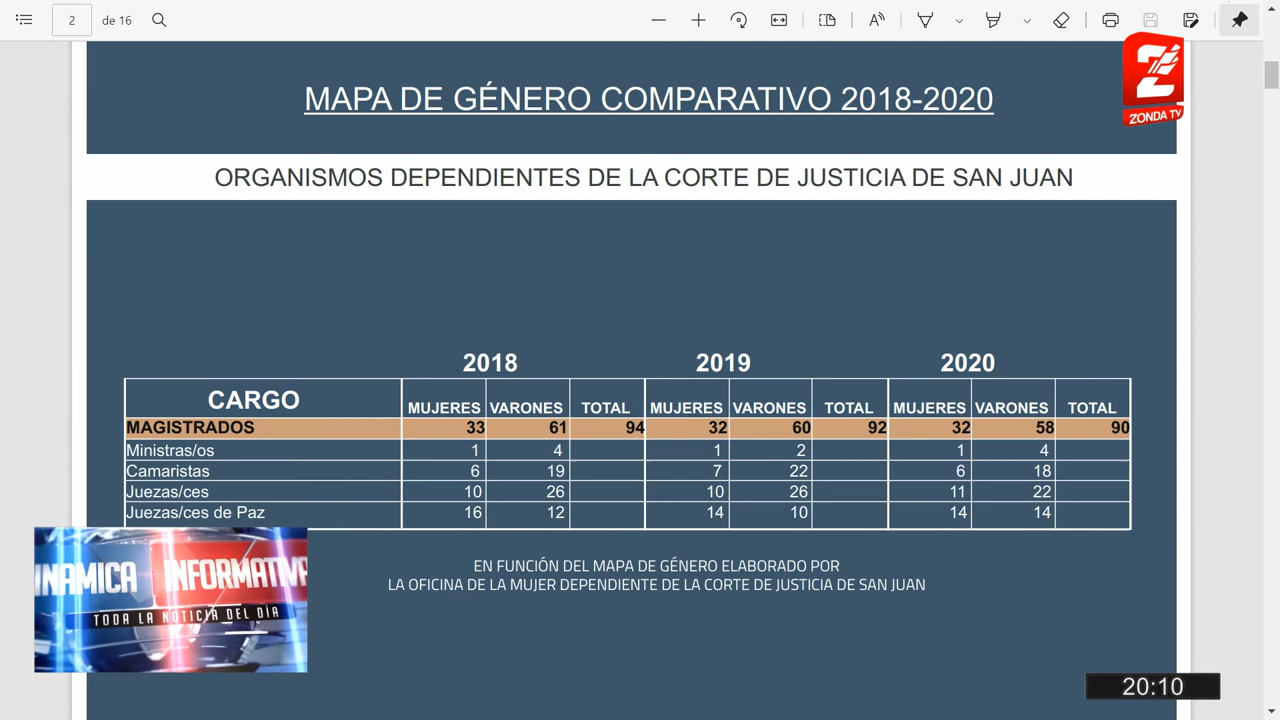 2 de 16
MAPA DE GÉNERO COMPARATIVO 2018-2020
ZONDA TV
ORGANISMOS DEPENDIENTES DE LA CORTE DE JUSTICIA DE SAN JUAN
2018 2019 2020
CARGO MUJERES VARONES TOTAL MUJERES VARONES TOTAL MUJERES VARONES TOTAL
MAGISTRADOS 33 61 94 32 60 92 32 58 90
Ministras/os 1 4 1 2 1 4
Camaristas 6 19 7 22 6 18
Juezas/ces 10 26 10 26 11 22
Juezas/ces de Paz 16 12 14 10 14 14
EN FUNCIÓN DEL MAPA DE GÉNERO ELABORADO POR
LA OFICINA DE LA MUJER DEPENDIENTE DE LA CORTE DE JUSTICIA DE SAN JUAN
INAMICA INFORMATIVA
TODA LA NOTICIA DEL DÍA
20:10